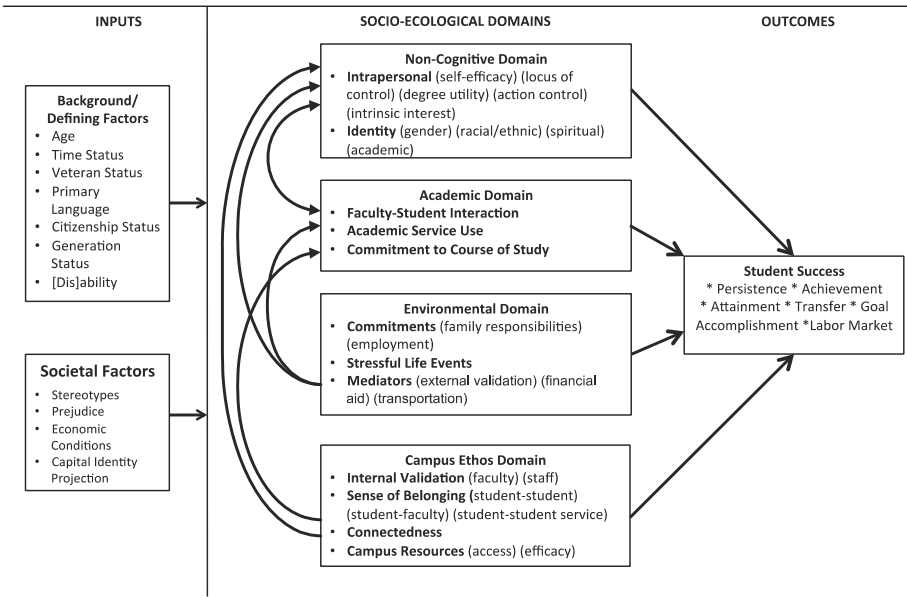 INPUTS
SOCIO-ECOLOGICAL DOMAINS
OUTCOMES
Background/
Defining Factors
• Age
• Time Status
• Veteran Status
• Primary
Language
• Citizenship Status
• Generation
Status
• [Dis]ability
Societal Factors
• Stereotypes
• Prejudice
• Economic
Conditions
• Capital Identity
Projection
Non-Cognitive Domain
• Intrapersonal (self-efficacy) (locus of
control) (degree utility) (action control)
(intrinsic interest)
• Identity (gender) (racial/ethnic) (spiritual)
(academic)
Academic Domain
• Faculty-Student Interaction
• Academic Service Use
• Commitment to Course of Study
Environmental Domain
• Commitments (family responsibilities)
(employment)
• Stressful Life Events
• Mediators (external validation) (financial
aid) (transportation)
Campus Ethos Domain
• Internal Validation (faculty) (staff)
• Sense of Belonging (student-student)
(student-faculty) (student-student service)
• Connectedness
• Campus Resources (access) (efficacy)
Student Success
* Persistence * Achievement
* Attainment * Transfer * Goal
Accomplishment *Labor Market